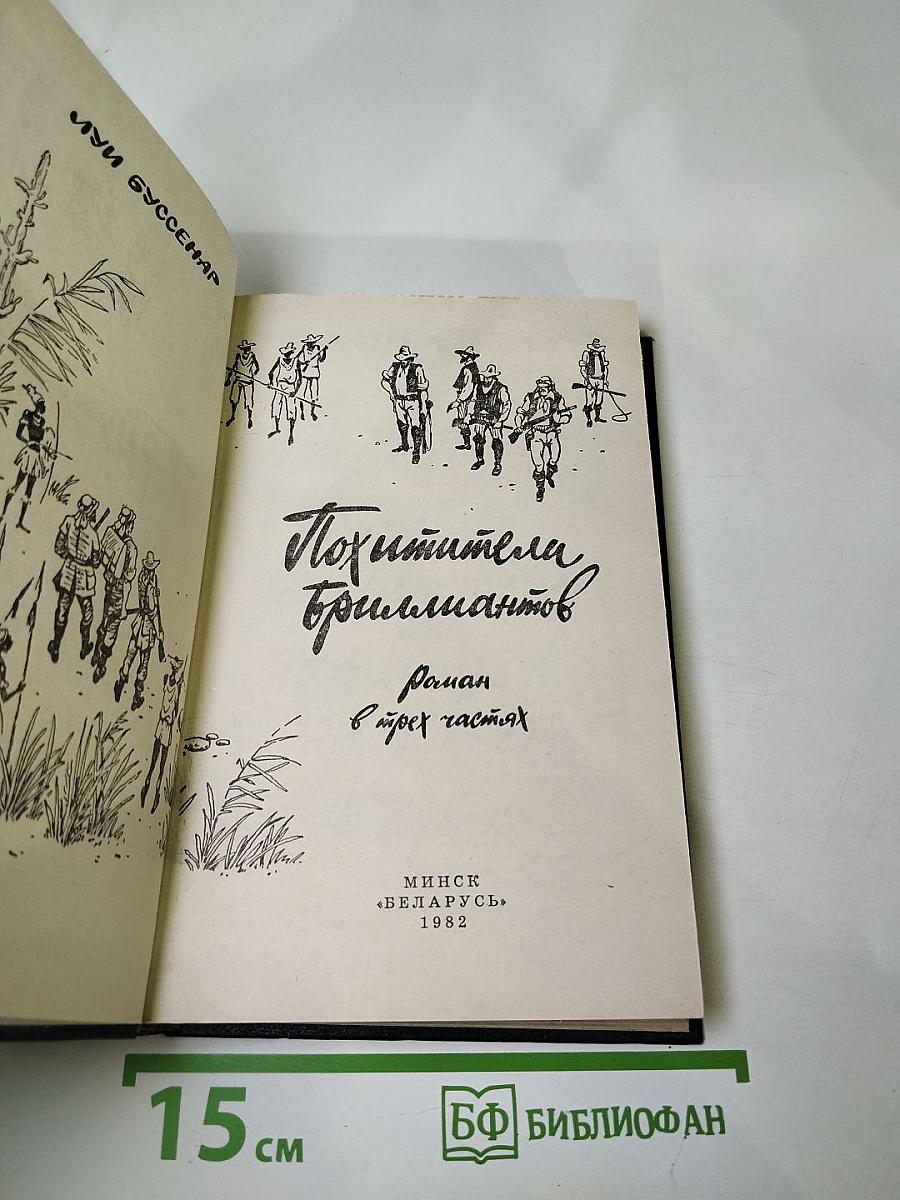 ЛУИ БУССЕНАР
Похитители
Бриллиантов
Роман
в трех частях
МИНСК
«БЕЛАРУСЬ»
1982
15 см
БФ БИБЛИОФАН